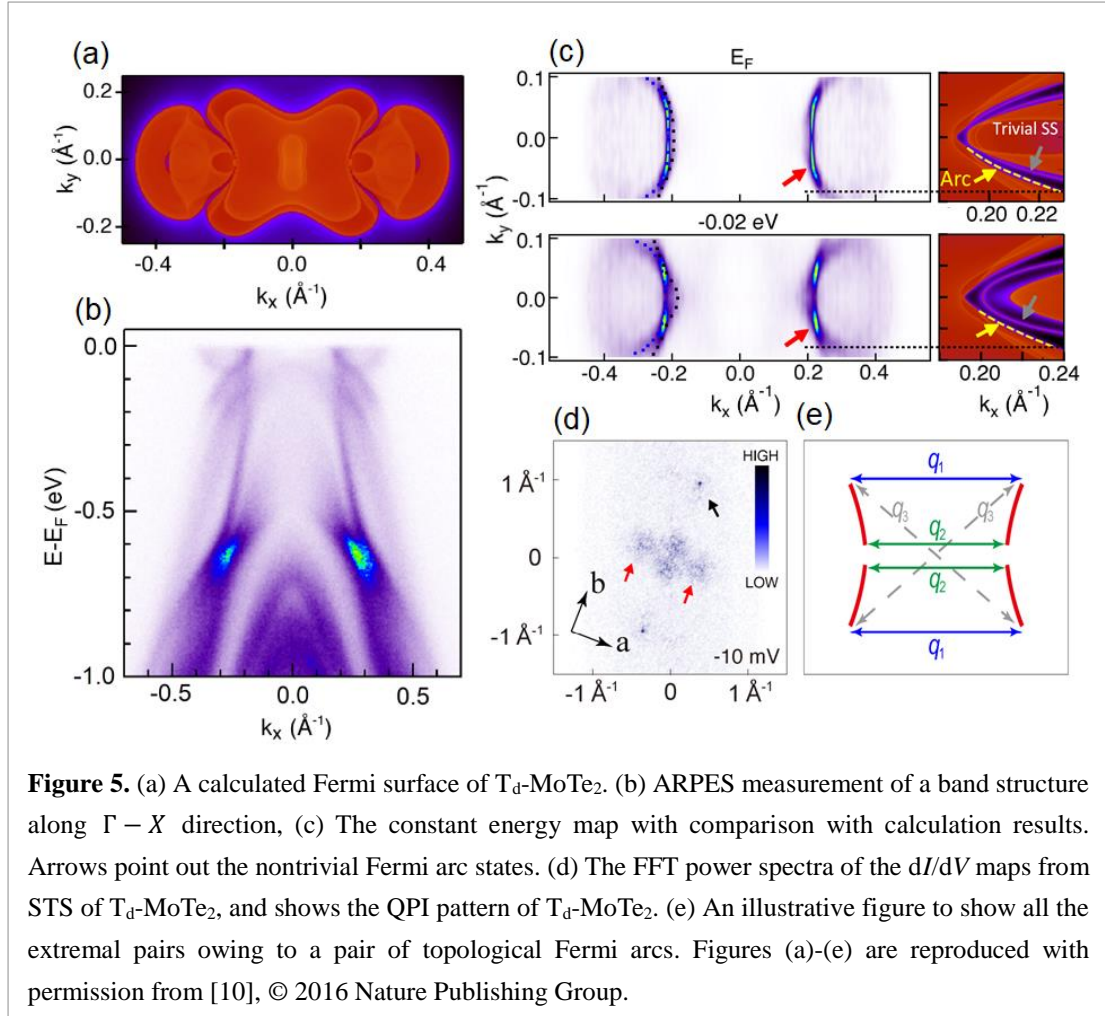 (a)
0.2
0.0
-0.2
k_y (Å⁻¹)
-0.4 0.0 0.4
k_x (Å⁻¹)
(b)
0.0
-0.5
-1.0
E-E_F (eV)
-0.5 0.0 0.5
k_x (Å⁻¹)
(c)
E_F
0.1
0.0
-0.1
Trivial SS
Arc
0.20 0.22
-0.02 eV
k_y (Å⁻¹)
0.1
0.0
-0.1
-0.4 -0.2 0.0 0.2 0.4
k_x (Å⁻¹)
0.20 0.22 0.24
k_x (Å⁻¹)
(d)
1 Å⁻¹
0
-1 Å⁻¹
HIGH
LOW
b
a
-10 mV
-1 Å⁻¹ 0 1 Å⁻¹
(e)
q₁
q₃ q₃
q₂
q₂
q₁
Figure 5. (a) A calculated Fermi surface of T_d-MoTe₂. (b) ARPES measurement of a band structure
along Γ − X direction, (c) The constant energy map with comparison with calculation results.
Arrows point out the nontrivial Fermi arc states. (d) The FFT power spectra of the dI/dV maps from
STS of T_d-MoTe₂, and shows the QPI pattern of T_d-MoTe₂. (e) An illustrative figure to show all the
extremal pairs owing to a pair of topological Fermi arcs. Figures (a)-(e) are reproduced with
permission from [10], © 2016 Nature Publishing Group.